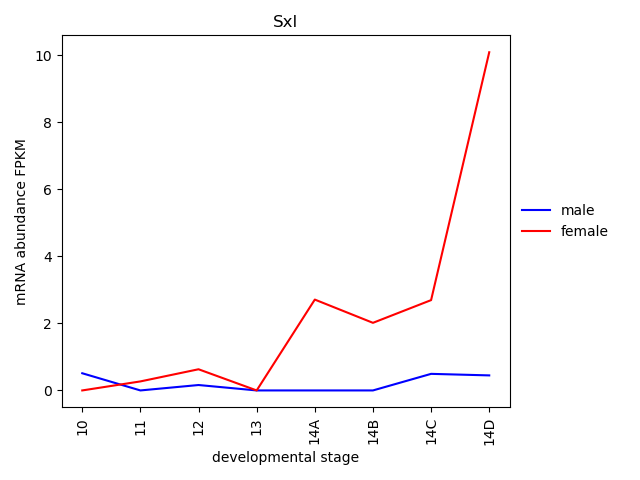 Sxl
10
8
6
4
2
0
mRNA abundance FPKM
10 11 12 13 14A 14B 14C 14D
developmental stage
male
female